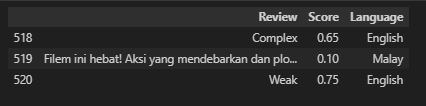 Review Score Language
518 Complex 0.65 English
519 Filem ini hebat! Aksi yang mendebarkan dan plo... 0.10 Malay
520 Weak 0.75 English